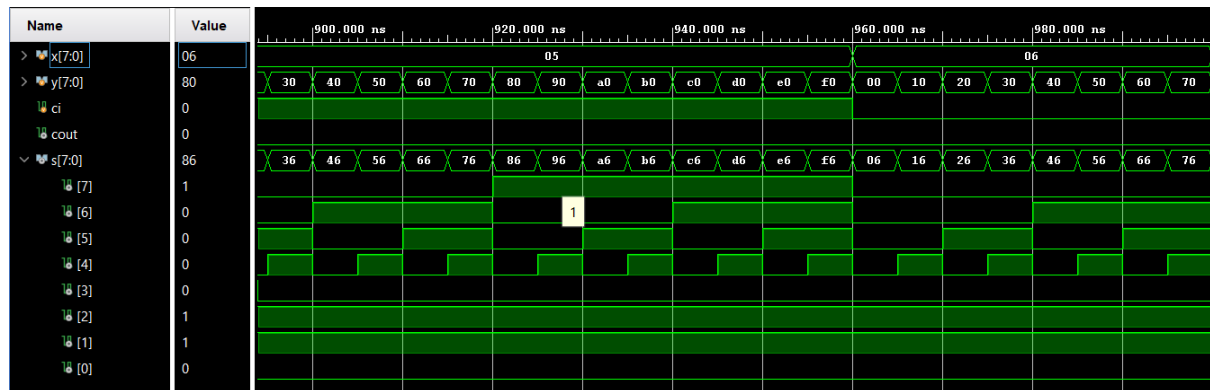 Name Value 900.000 ns 920.000 ns 940.000 ns 960.000 ns 980.000 ns
x[7:0] 06 05 06
y[7:0] 80 30 40 50 60 70 80 90 a0 b0 c0 d0 e0 f0 00 10 20 30 40 50 60 70
ci 0
cout 0
s[7:0] 86 36 46 56 66 76 86 96 a6 b6 c6 d6 e6 f6 06 16 26 36 46 56 66 76
[7] 1
[6] 0 1
[5] 0
[4] 0
[3] 0
[2] 1
[1] 1
[0] 0